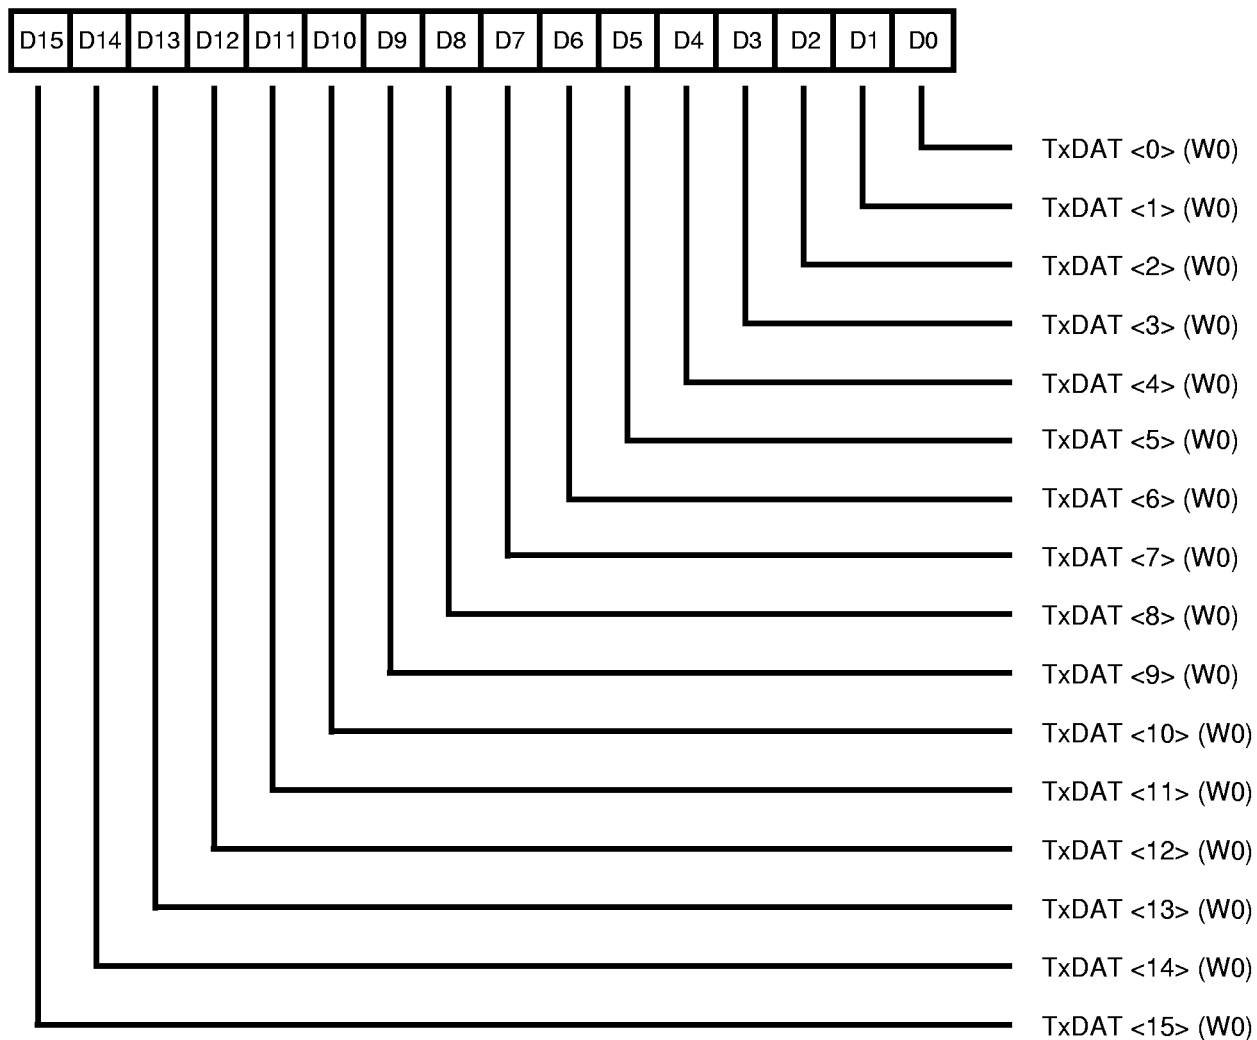 D15 D14 D13 D12 D11 D10 D9 D8 D7 D6 D5 D4 D3 D2 D1 D0
TxDAT <0> (W0)
TxDAT <1> (W0)
TxDAT <2> (W0)
TxDAT <3> (W0)
TxDAT <4> (W0)
TxDAT <5> (W0)
TxDAT <6> (W0)
TxDAT <7> (W0)
TxDAT <8> (W0)
TxDAT <9> (W0)
TxDAT <10> (W0)
TxDAT <11> (W0)
TxDAT <12> (W0)
TxDAT <13> (W0)
TxDAT <14> (W0)
TxDAT <15> (W0)